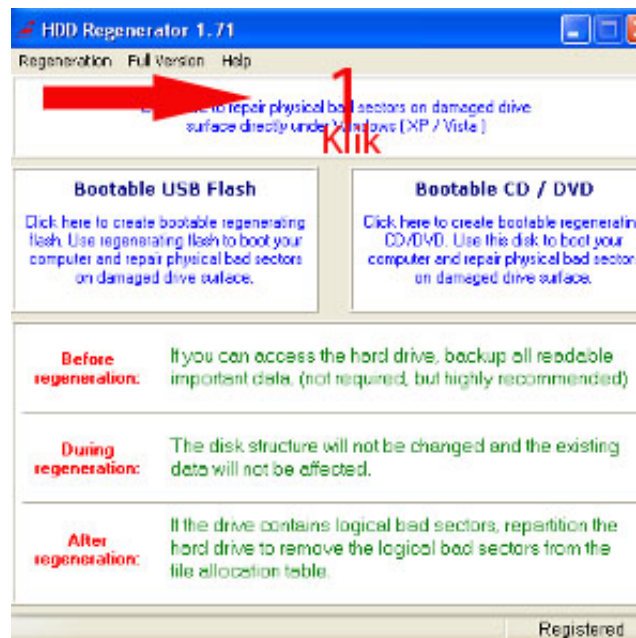 HDD Regenerator 1.71
Regeneration Full Version Help
1
Klik
to repair physical bad sectors on damaged drive
surface directly under Windows ( XP / Vista )
Bootable USB Flash
Click here to create bootable regenerating
flash. Use regenerating flash to boot your
computer and repair physical bad sectors
on damaged drive surface.
Bootable CD / DVD
Click here to create bootable regeneratin
CD/DVD. Use this disk to boot your
computer and repair physical bad sector
on damaged drive surface.
Before
regeneration:
If you can access the hard drive, backup all readable
important data. (not required, but highly recommended)
During
regeneration:
The disk structure will not be changed and the existing
data will not be affected.
After
regeneration:
If the drive contains logical bad sectors, repartition the
hard drive to remove the logical bad sectors from the
file allocation table.
Registered